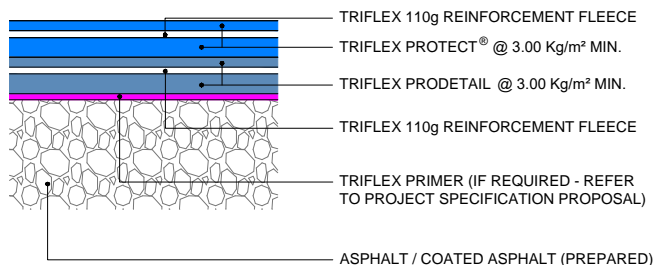 TRIFLEX 110g REINFORCEMENT FLEECE
TRIFLEX PROTECT® @ 3.00 Kg/m² MIN.
TRIFLEX PRODETAIL @ 3.00 Kg/m² MIN.
TRIFLEX 110g REINFORCEMENT FLEECE
TRIFLEX PRIMER (IF REQUIRED - REFER
TO PROJECT SPECIFICATION PROPOSAL)
ASPHALT / COATED ASPHALT (PREPARED)